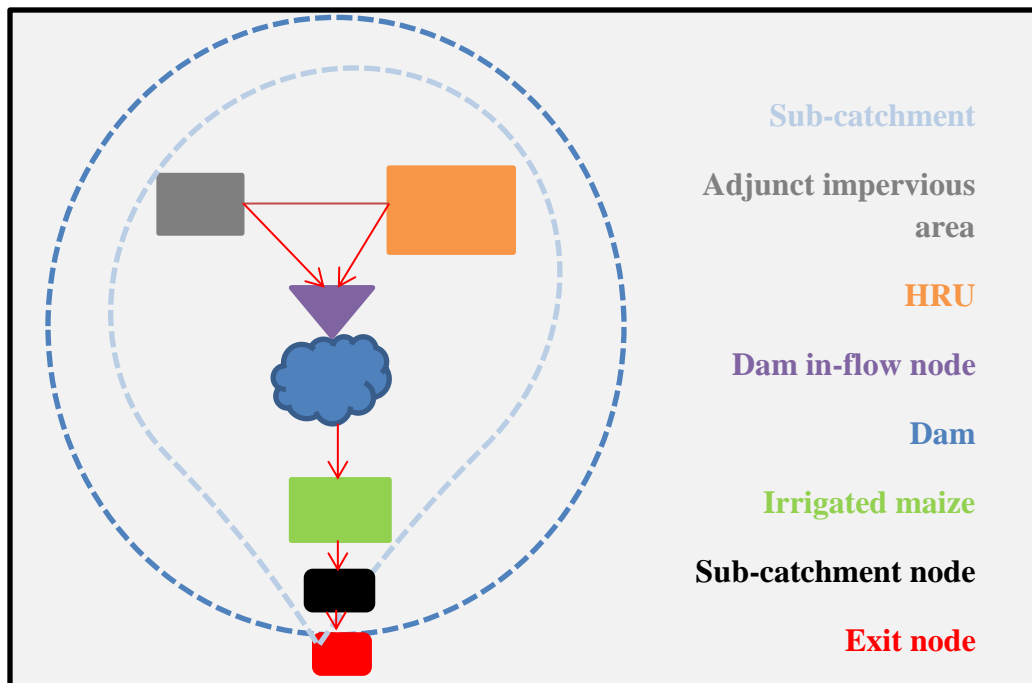 Sub-catchment
Adjunct impervious
area
HRU
Dam in-flow node
Dam
Irrigated maize
Sub-catchment node
Exit node